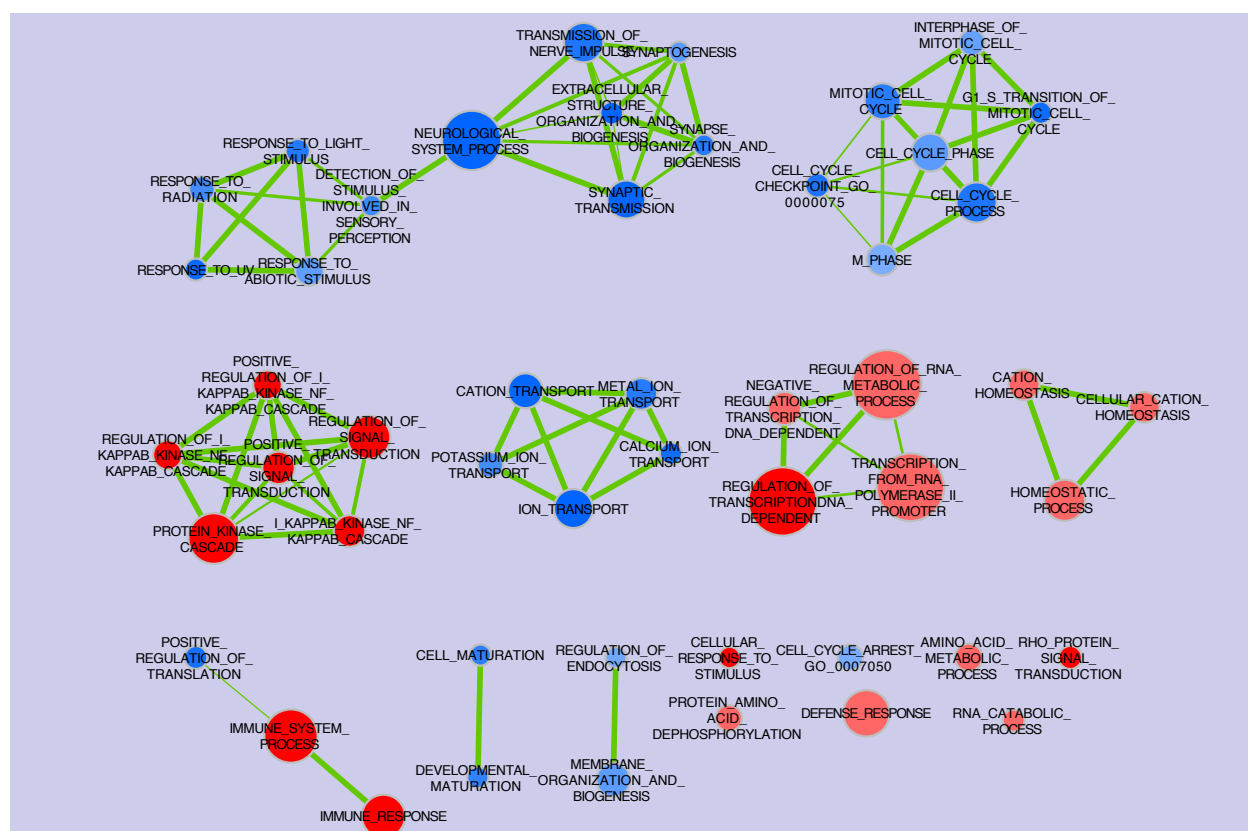 TRANSMISSION_OF_
NERVE_IMPULSE
SYNAPTOGENESIS
EXTRACELLULAR_
STRUCTURE_
ORGANIZATION_AND_
BIOGENESIS
NEUROLOGICAL_
SYSTEM_PROCESS
SYNAPSE_
ORGANIZATION_AND_
BIOGENESIS
SYNAPTIC_
TRANSMISSION
RESPONSE_TO_LIGHT_
STIMULUS
RESPONSE_TO_
RADIATION
DETECTION_OF_
STIMULUS_
INVOLVED_IN_
SENSORY_
PERCEPTION
RESPONSE_TO_UV
RESPONSE_TO_
ABIOTIC_STIMULUS
INTERPHASE_OF_
MITOTIC_CELL_
CYCLE
MITOTIC_CELL_
CYCLE
G1_S_TRANSITION_OF_
MITOTIC_CELL_
CYCLE
CELL_CYCLE_PHASE
CELL_CYCLE_
CHECKPOINT_GO_
0000075
CELL_CYCLE_
PROCESS
M_PHASE
POSITIVE_
REGULATION_OF_I_
KAPPAB_KINASE_NF_
KAPPAB_CASCADE
REGULATION_OF_
SIGNAL_
TRANSDUCTION
REGULATION_OF_I_
KAPPAB_KINASE_NF_
KAPPAB_CASCADE
POSITIVE_
REGULATION_OF_
SIGNAL_
TRANSDUCTION
PROTEIN_KINASE_
CASCADE
I_KAPPAB_KINASE_NF_
KAPPAB_CASCADE
CATION_TRANSPORT
METAL_ION_
TRANSPORT
POTASSIUM_ION_
TRANSPORT
CALCIUM_ION_
TRANSPORT
ION_TRANSPORT
REGULATION_OF_RNA_
METABOLIC_
PROCESS
NEGATIVE_
REGULATION_OF_
TRANSCRIPTION_
DNA_DEPENDENT
REGULATION_OF_
TRANSCRIPTIONDNA_
DEPENDENT
TRANSCRIPTION_
FROM_RNA_
POLYMERASE_II_
PROMOTER
CATION_
HOMEOSTASIS
CELLULAR_CATION_
HOMEOSTASIS
HOMEOSTATIC_
PROCESS
POSITIVE_
REGULATION_OF_
TRANSLATION
IMMUNE_SYSTEM_
PROCESS
IMMUNE_RESPONSE
CELL_MATURATION
DEVELOPMENTAL_
MATURATION
REGULATION_OF_
ENDOCYTOSIS
MEMBRANE_
ORGANIZATION_AND_
BIOGENESIS
CELLULAR_
RESPONSE_TO_
STIMULUS
CELL_CYCLE_ARREST_
GO_0007050
AMINO_ACID_
METABOLIC_
PROCESS
RHO_PROTEIN_
SIGNAL_
TRANSDUCTION
PROTEIN_AMINO_
ACID_
DEPHOSPHORYLATION
DEFENSE_RESPONSE
RNA_CATABOLIC_
PROCESS